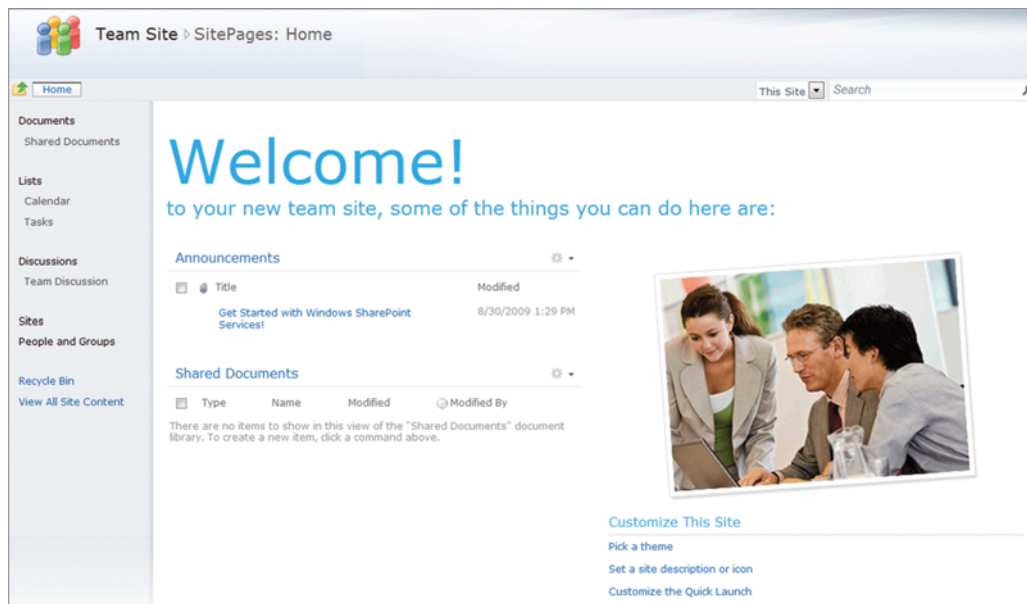 Team Site ▷ SitePages: Home
Home
This Site
Search
Documents
Shared Documents
Lists
Calendar
Tasks
Discussions
Team Discussion
Sites
People and Groups
Recycle Bin
View All Site Content
Welcome!
to your new team site, some of the things you can do here are:
Announcements
Title Modified
Get Started with Windows SharePoint 8/30/2009 1:29 PM
Services!
Shared Documents
Type Name Modified Modified By
There are no items to show in this view of the "Shared Documents" document
library. To create a new item, click a command above.
Customize This Site
Pick a theme
Set a site description or icon
Customize the Quick Launch